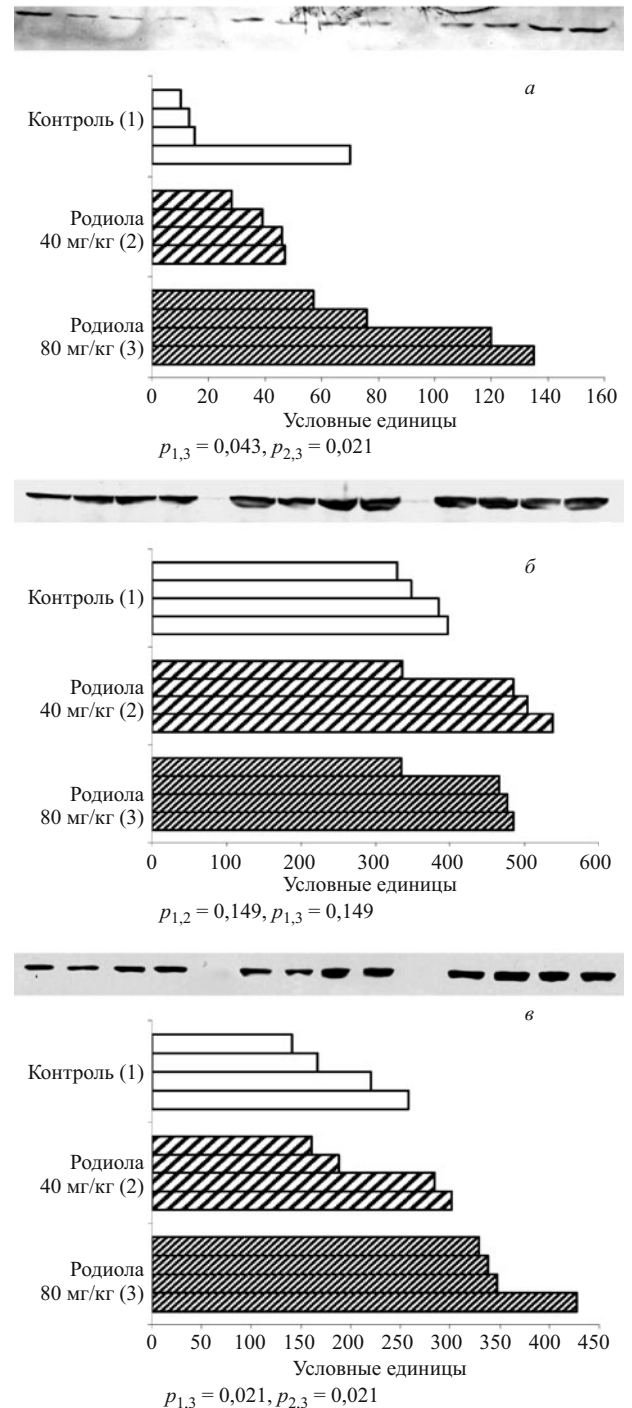 а
Контроль (1)
Родиола
40 мг/кг (2)
Родиола
80 мг/кг (3)
0 20 40 60 80 100 120 140 160
Условные единицы
p1,3 = 0,043, p2,3 = 0,021
б
Контроль (1)
Родиола
40 мг/кг (2)
Родиола
80 мг/кг (3)
0 100 200 300 400 500 600
Условные единицы
p1,2 = 0,149, p1,3 = 0,149
в
Контроль (1)
Родиола
40 мг/кг (2)
Родиола
80 мг/кг (3)
0 50 100 150 200 250 300 350 400 450
Условные единицы
p1,3 = 0,021, p2,3 = 0,021